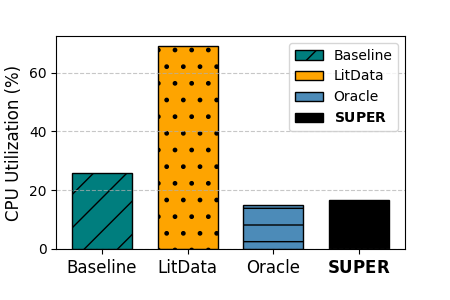 CPU Utilization (%)
60
40
20
0
Baseline
LitData
Oracle
SUPER
Baseline
LitData
Oracle
SUPER